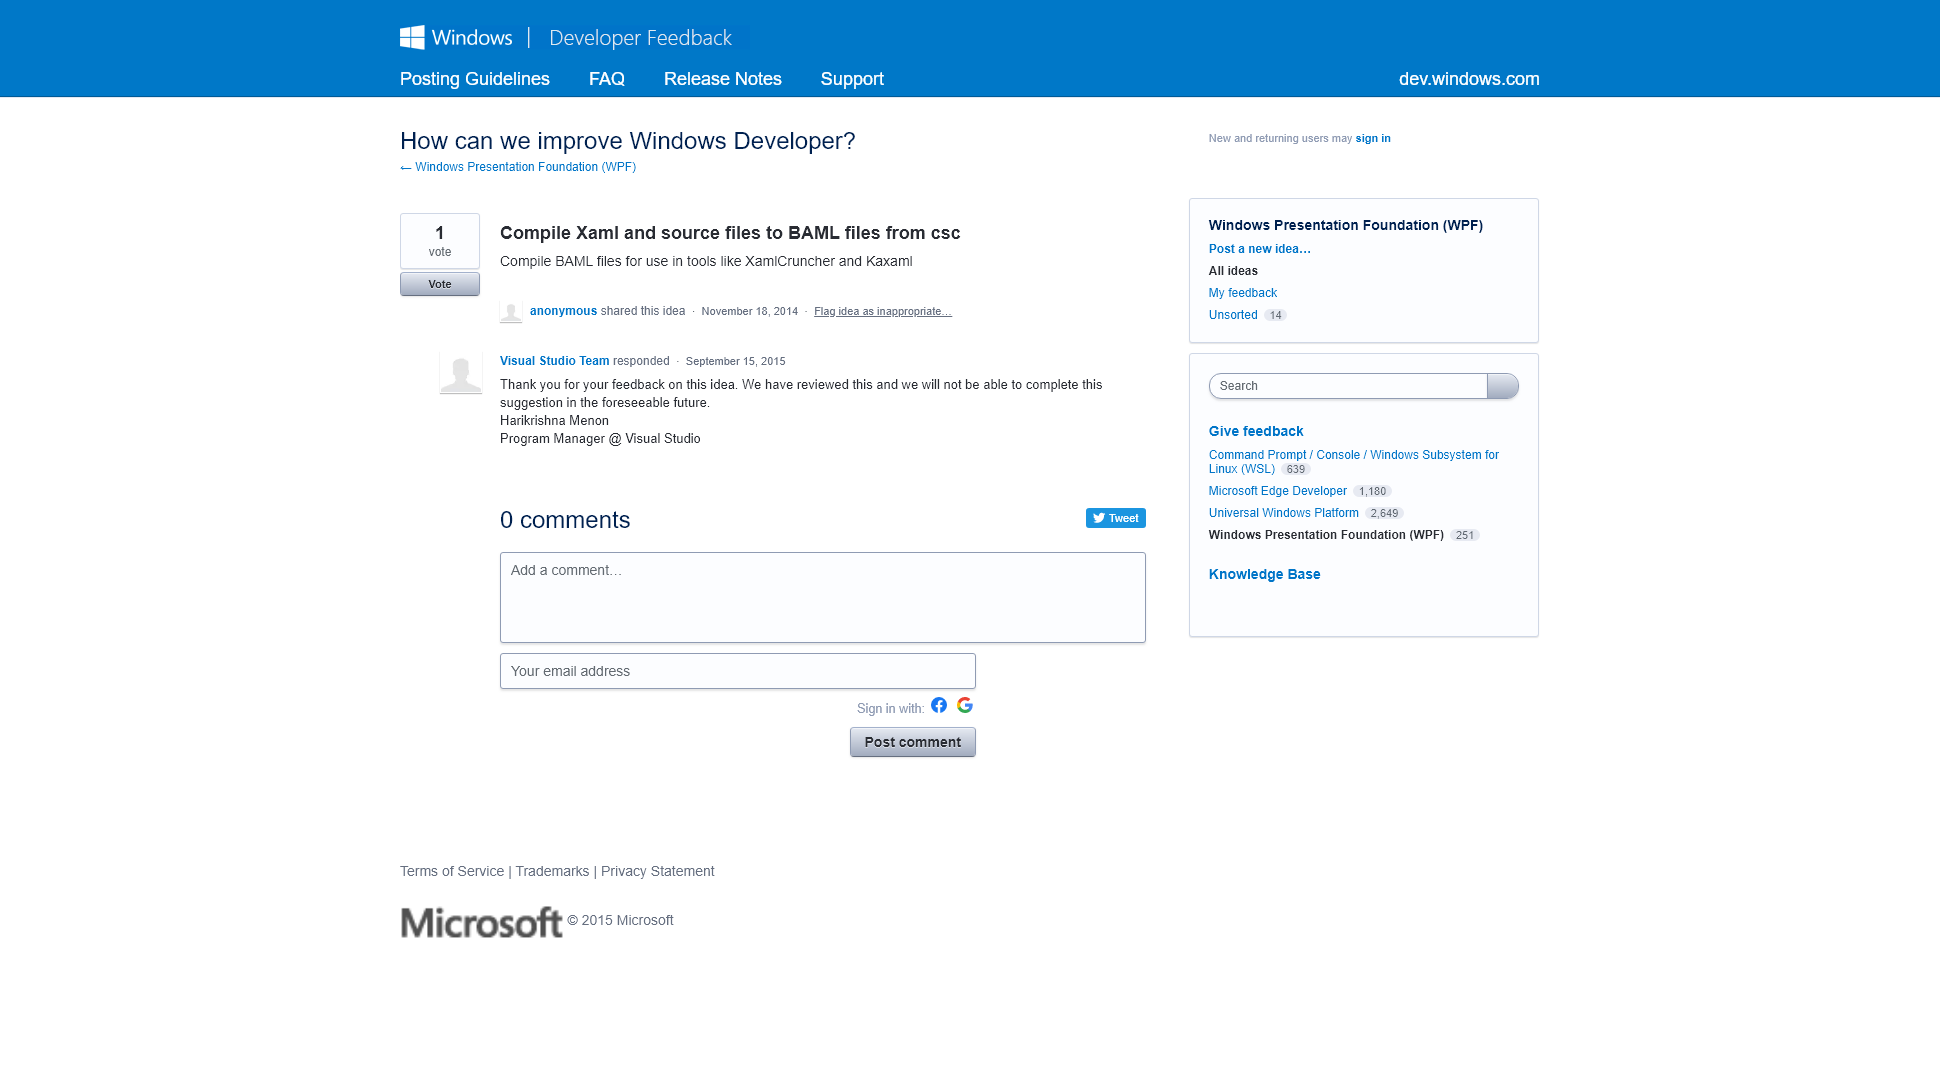 Windows | Developer Feedback
Posting Guidelines FAQ Release Notes Support dev.windows.com
How can we improve Windows Developer?
← Windows Presentation Foundation (WPF)
New and returning users may sign in
1
vote
Vote
Compile Xaml and source files to BAML files from csc
Compile BAML files for use in tools like XamlCruncher and Kaxaml
anonymous shared this idea · November 18, 2014 · Flag idea as inappropriate…
Visual Studio Team responded · September 15, 2015
Thank you for your feedback on this idea. We have reviewed this and we will not be able to complete this
suggestion in the foreseeable future.
Harikrishna Menon
Program Manager @ Visual Studio
0 comments
Tweet
Add a comment…
Your email address
Sign in with:
Post comment
Windows Presentation Foundation (WPF)
Post a new idea…
All ideas
My feedback
Unsorted 14
Search
Give feedback
Command Prompt / Console / Windows Subsystem for
Linux (WSL) 639
Microsoft Edge Developer 1,180
Universal Windows Platform 2,649
Windows Presentation Foundation (WPF) 251
Knowledge Base
Terms of Service | Trademarks | Privacy Statement
Microsoft © 2015 Microsoft